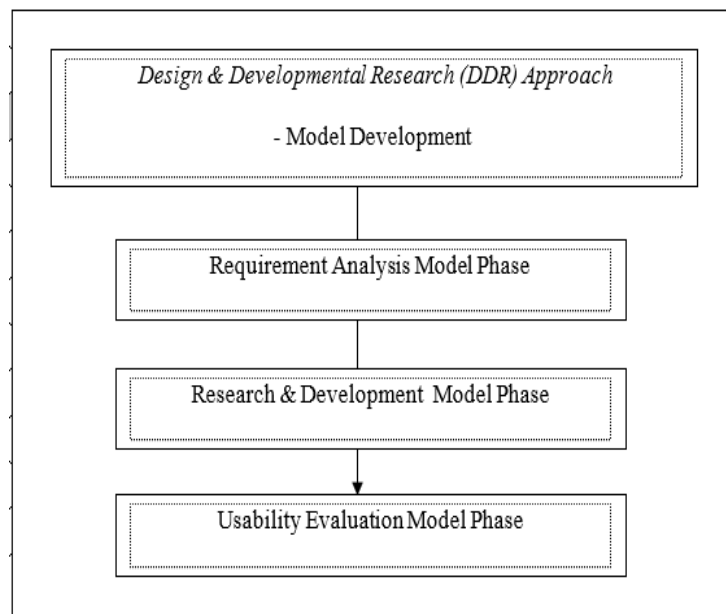 Design & Developmental Research (DDR) Approach
- Model Development
Requirement Analysis Model Phase
Research & Development Model Phase
Usability Evaluation Model Phase